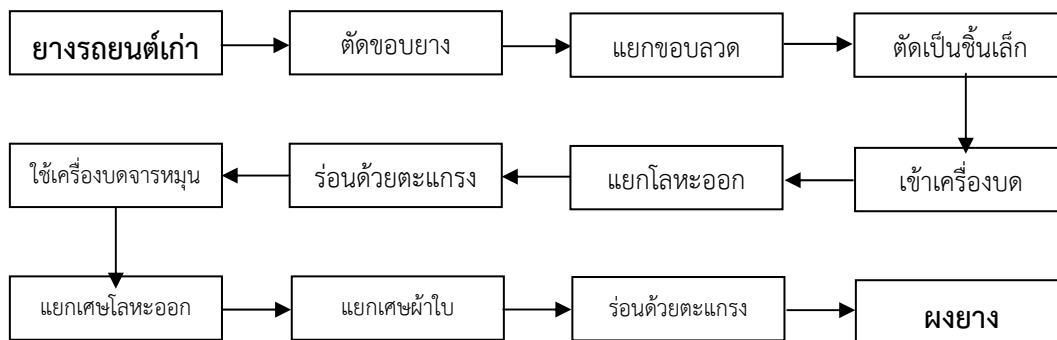 ยางรถยนต์เก่า
ตัดขอบยาง
แยกขอบลวด
ตัดเป็นชิ้นเล็ก
เข้าเครื่องบด
แยกโลหะออก
ร่อนด้วยตะแกรง
ใช้เครื่องบดจารหมุน
แยกเศษโลหะออก
แยกเศษผ้าใบ
ร่อนด้วยตะแกรง
ผงยาง